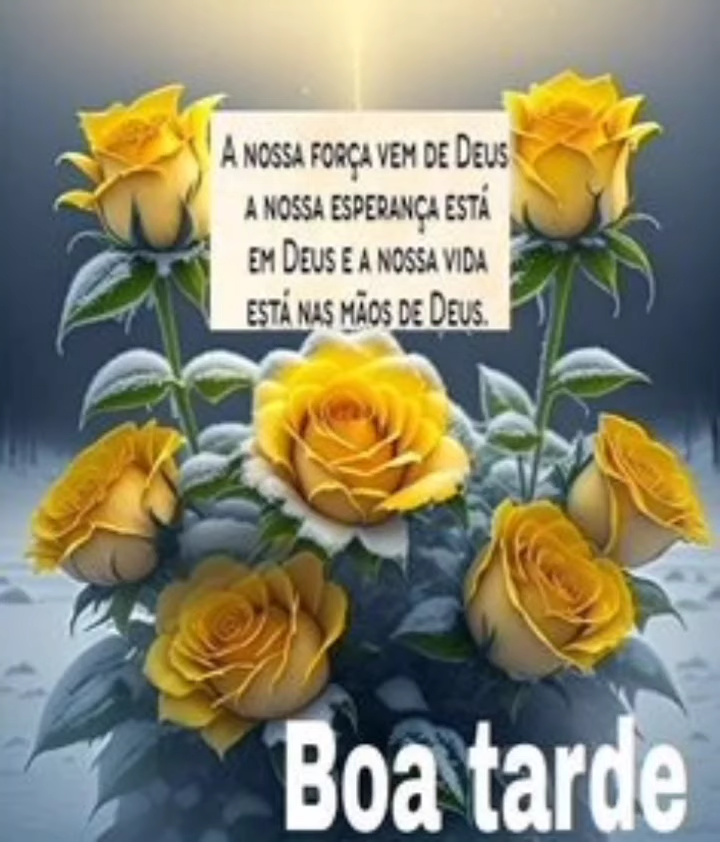 A NOSSA FORÇA VEM DE DEUS
A NOSSA ESPERANÇA ESTÁ
EM DEUS E A NOSSA VIDA
ESTÁ NAS MÃOS DE DEUS.
Boa tarde